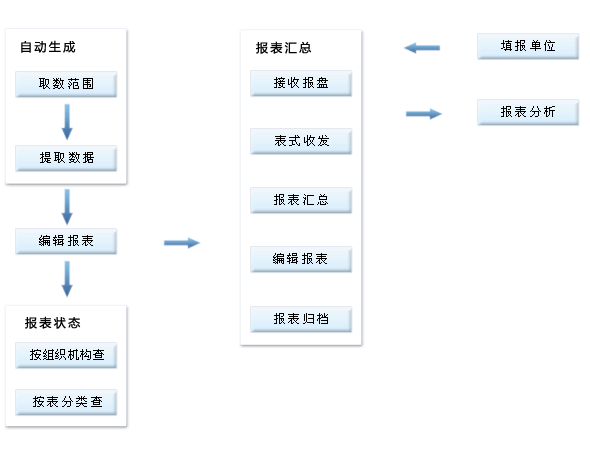 自动生成
取数范围
提取数据
编辑报表
报表状态
按组织机构查
按表分类查
报表汇总
接收报盘
表式收发
报表汇总
编辑报表
报表归档
填报单位
报表分析